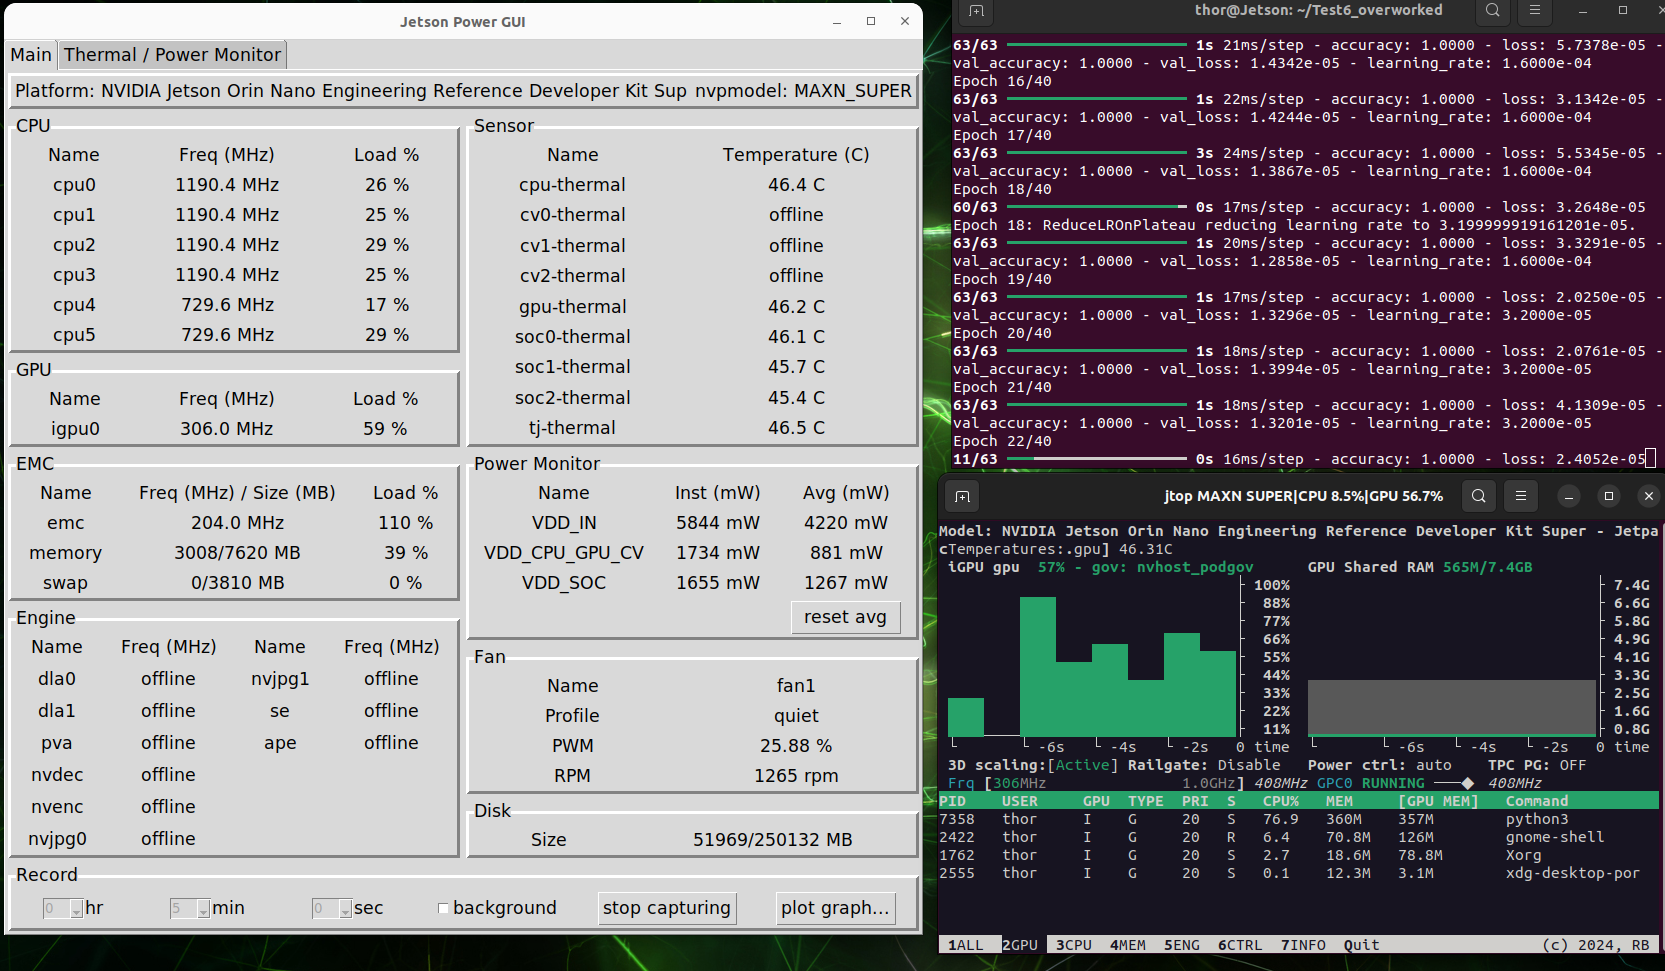 Jetson Power GUI
Main Thermal / Power Monitor
Platform: NVIDIA Jetson Orin Nano Engineering Reference Developer Kit Sup nvpmodel: MAXN_SUPER
CPU
Name Freq (MHz) Load %
cpu0 1190.4 MHz 26 %
cpu1 1190.4 MHz 25 %
cpu2 1190.4 MHz 29 %
cpu3 1190.4 MHz 25 %
cpu4 729.6 MHz 17 %
cpu5 729.6 MHz 29 %
GPU
Name Freq (MHz) Load %
igpu0 306.0 MHz 59 %
EMC
Name Freq (MHz) / Size (MB) Load %
emc 204.0 MHz 110 %
memory 3008/7620 MB 39 %
swap 0/3810 MB 0 %
Engine
Name Freq (MHz) Name Freq (MHz)
dla0 offline nvjpg1 offline
dla1 offline se offline
pva offline ape offline
nvdec offline
nvenc offline
nvjpg0 offline
Sensor
Name Temperature (C)
cpu-thermal 46.4 C
cv0-thermal offline
cv1-thermal offline
cv2-thermal offline
gpu-thermal 46.2 C
soc0-thermal 46.1 C
soc1-thermal 45.7 C
soc2-thermal 45.4 C
tj-thermal 46.5 C
Power Monitor
Name Inst (mW) Avg (mW)
VDD_IN 5844 mW 4220 mW
VDD_CPU_GPU_CV 1734 mW 881 mW
VDD_SOC 1655 mW 1267 mW
reset avg
Fan
Name fan1
Profile quiet
PWM 25.88 %
RPM 1265 rpm
Disk
Size 51969/250132 MB
Record
0 hr 5 min 0 sec background stop capturing plot graph...
thor@Jetson: ~/Test6_overworked
63/63 1s 21ms/step - accuracy: 1.0000 - loss: 5.7378e-05 -
val_accuracy: 1.0000 - val_loss: 1.4342e-05 - learning_rate: 1.6000e-04
Epoch 16/40
63/63 1s 22ms/step - accuracy: 1.0000 - loss: 3.1342e-05 -
val_accuracy: 1.0000 - val_loss: 1.4244e-05 - learning_rate: 1.6000e-04
Epoch 17/40
63/63 3s 24ms/step - accuracy: 1.0000 - loss: 5.5345e-05 -
val_accuracy: 1.0000 - val_loss: 1.3867e-05 - learning_rate: 1.6000e-04
Epoch 18/40
60/63 0s 17ms/step - accuracy: 1.0000 - loss: 3.2648e-05
Epoch 18: ReduceLROnPlateau reducing learning rate to 3.199999919161201e-05.
63/63 1s 20ms/step - accuracy: 1.0000 - loss: 3.3291e-05 -
val_accuracy: 1.0000 - val_loss: 1.2858e-05 - learning_rate: 1.6000e-04
Epoch 19/40
63/63 1s 17ms/step - accuracy: 1.0000 - loss: 2.0250e-05 -
val_accuracy: 1.0000 - val_loss: 1.3296e-05 - learning_rate: 3.2000e-05
Epoch 20/40
63/63 1s 18ms/step - accuracy: 1.0000 - loss: 2.0761e-05 -
val_accuracy: 1.0000 - val_loss: 1.3994e-05 - learning_rate: 3.2000e-05
Epoch 21/40
63/63 1s 18ms/step - accuracy: 1.0000 - loss: 4.1309e-05 -
val_accuracy: 1.0000 - val_loss: 1.3201e-05 - learning_rate: 3.2000e-05
Epoch 22/40
11/63 0s 16ms/step - accuracy: 1.0000 - loss: 2.4052e-05
jtop MAXN SUPER|CPU 8.5%|GPU 56.7%
Model: NVIDIA Jetson Orin Nano Engineering Reference Developer Kit Super - Jetpa
cTemperatures:.gpu] 46.31C
iGPU gpu 57% - gov: nvhost_podgov GPU Shared RAM 565M/7.4GB
100% 7.4G
88% 6.6G
77% 5.8G
66% 4.9G
55% 4.1G
44% 3.3G
33% 2.5G
22% 1.6G
11% 0.8G
-6s -4s -2s 0 time -6s -4s -2s 0 time
3D scaling:[Active] Railgate: Disable Power ctrl: auto TPC PG: OFF
Frq [306MHz 1.0GHz] 408MHz GPC0 RUNNING 408MHz
PID USER GPU TYPE PRI S CPU% MEM [GPU MEM] Command
7358 thor I G 20 S 76.9 360M 357M python3
2422 thor I G 20 R 6.4 70.8M 126M gnome-shell
1762 thor I G 20 S 2.7 18.6M 78.8M Xorg
2555 thor I G 20 S 0.1 12.3M 3.1M xdg-desktop-por
1ALL 2GPU 3CPU 4MEM 5ENG 6CTRL 7INFO Quit (c) 2024, RB